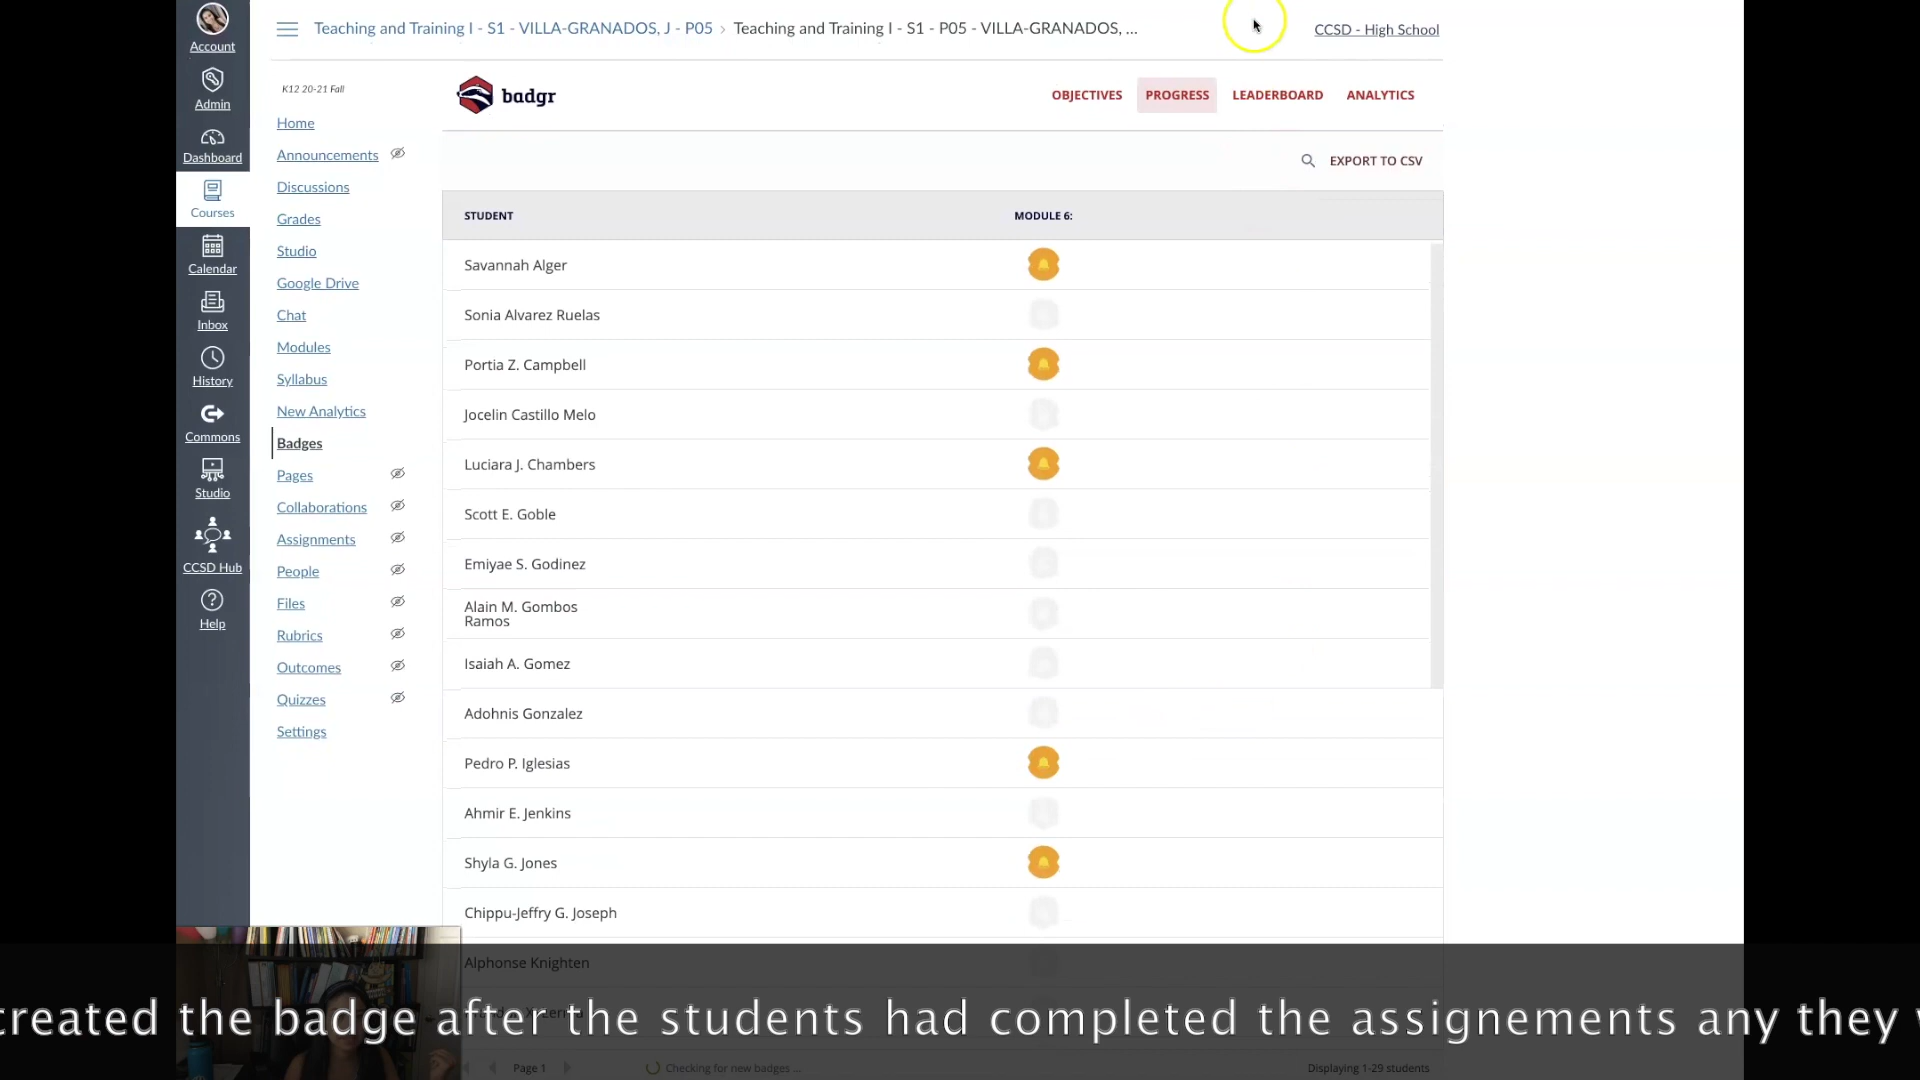 Account
Admin
Dashboard
Courses
Calendar
Inbox
History
Commons
Studio
CCSD Hub
Help
Teaching and Training I - S1 - VILLA-GRANADOS, J - P05 › Teaching and Training I - S1 - P05 - VILLA-GRANADOS, ...
CCSD - High School
K12 20-21 Fall
Home
Announcements
Discussions
Grades
Studio
Google Drive
Chat
Modules
Syllabus
New Analytics
Badges
Pages
Collaborations
Assignments
People
Files
Rubrics
Outcomes
Quizzes
Settings
badgr
OBJECTIVES PROGRESS LEADERBOARD ANALYTICS
EXPORT TO CSV
STUDENT MODULE 6:
Savannah Alger
Sonia Alvarez Ruelas
Portia Z. Campbell
Jocelin Castillo Melo
Luciara J. Chambers
Scott E. Goble
Emiyae S. Godinez
Alain M. Gombos
Ramos
Isaiah A. Gomez
Adohnis Gonzalez
Pedro P. Iglesias
Ahmir E. Jenkins
Shyla G. Jones
Chippu-Jeffry G. Joseph
Alphonse Knighten
created the badge after the students had completed the assignements any they
Page 1 Checking for new badges ... Displaying 1-29 students